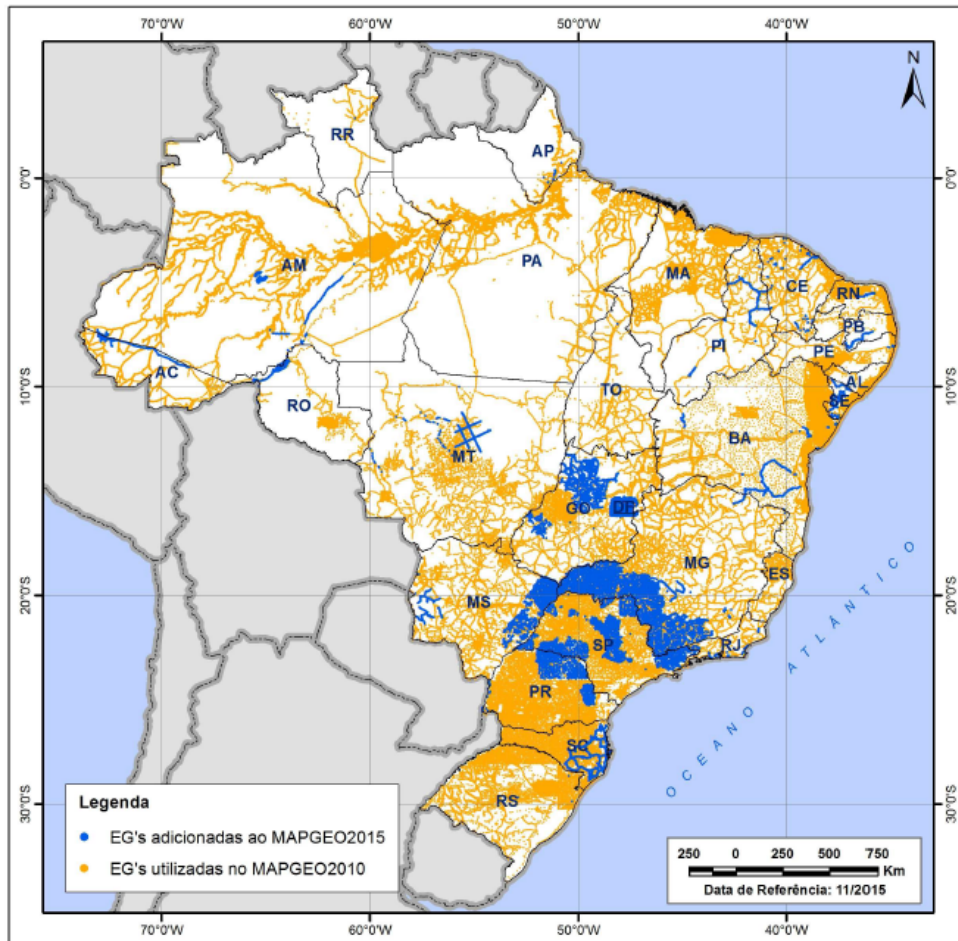 70°0'W 60°0'W 50°0'W 40°0'W
N
RR
AP
0°0' 0°0'
AM
PA
MA
CE
RN
PB
PI
PE
AC
TO
AL
10°0'S 10°0'S
SE
RO
BA
MT
GO
DF
MG
ES
20°0'S 20°0'S
MS
SP
RJ
PR
OCEANO ATLÂNTICO
SC
RS
30°0'S 30°0'S
Legenda
EG's adicionadas ao MAPGEO2015
EG's utilizadas no MAPGEO2010
250 0 250 500 750
Km
Data de Referência: 11/2015
70°0'W 60°0'W 50°0'W 40°0'W